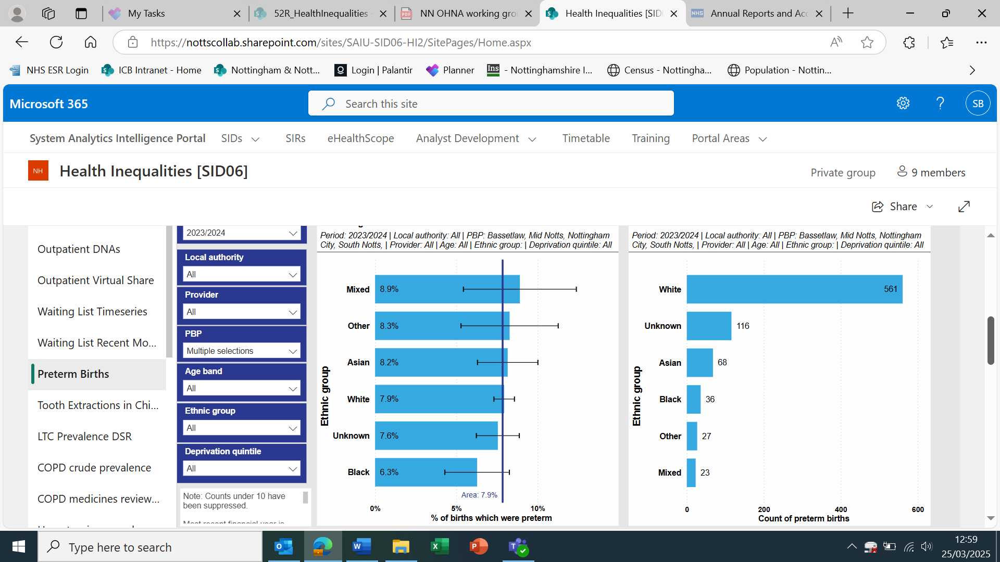 My Tasks
52R_HealthInequalities
NN OHNA working gro
Health Inequalities [SID
NHS
Annual Reports and Acc
https://nottscollab.sharepoint.com/sites/SAIU-SID06-HI2/SitePages/Home.aspx
NHS ESR Login
ICB Intranet - Home
Nottingham & Nott...
Login | Palantir
Planner
Ins - Nottinghamshire I...
Census - Nottingha...
Population - Nottin...
Microsoft 365
Search this site
?
SB
System Analytics Intelligence Portal
SIDs
SIRs
eHealthScope
Analyst Development
Timetable
Training
Portal Areas
NH
Health Inequalities [SID06]
Private group
9 members
Share
Outpatient DNAs
Outpatient Virtual Share
Waiting List Timeseries
Waiting List Recent Mo...
Preterm Births
Tooth Extractions in Chi...
LTC Prevalence DSR
COPD crude prevalence
COPD medicines review...
2023/2024
Local authority
All
Provider
All
PBP
Multiple selections
Age band
All
Ethnic group
All
Deprivation quintile
All
Note: Counts under 10 have
been suppressed.
Most recent financial year is
Period: 2023/2024 | Local authority: All | PBP: Bassetlaw, Mid Notts, Nottingham
City, South Notts, | Provider: All | Age: All | Ethnic group: | Deprivation quintile: All
Ethnic group
Mixed 8.9%
Other 8.3%
Asian 8.2%
White 7.9%
Unknown 7.6%
Black 6.3%
Area: 7.9%
0% 5% 10%
% of births which were preterm
Period: 2023/2024 | Local authority: All | PBP: Bassetlaw, Mid Notts, Nottingham
City, South Notts, | Provider: All | Age: All | Ethnic group: | Deprivation quintile: All
Ethnic group
White 561
Unknown 116
Asian 68
Black 36
Other 27
Mixed 23
0 200 400 600
Count of preterm births
Type here to search
12:59
25/03/2025